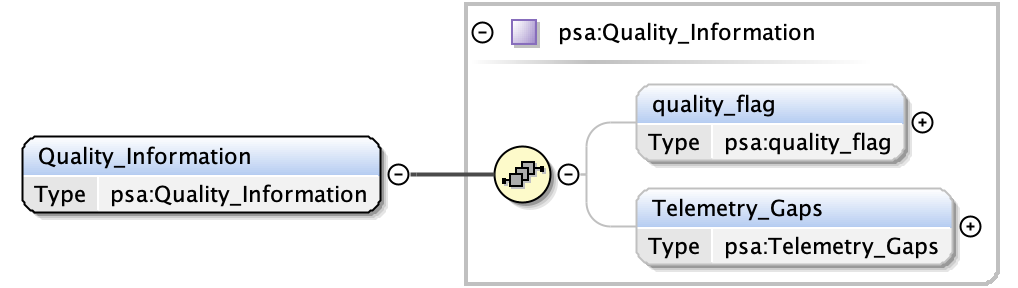 psa:Quality_Information
quality_flag
Type psa:quality_flag
Quality_Information
Type psa:Quality_Information
Telemetry_Gaps
Type psa:Telemetry_Gaps